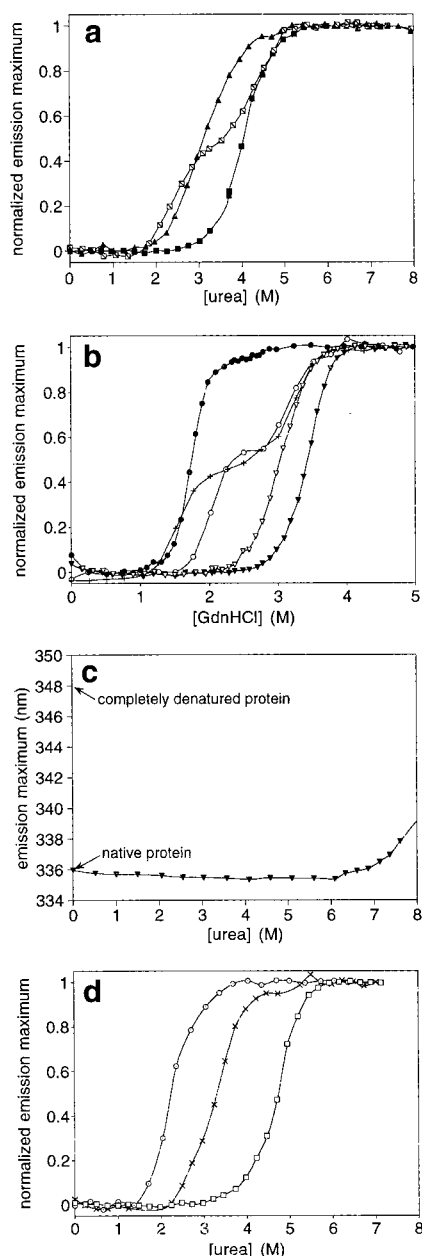 a
normalized emission maximum
1
0.8
0.6
0.4
0.2
0
0 1 2 3 4 5 6 7 8
[urea] (M)
b
normalized emission maximum
1
0.8
0.6
0.4
0.2
0
0 1 2 3 4 5
[GdnHCl] (M)
c
emission maximum (nm)
350
348
346
344
342
340
338
336
334
completely denatured protein
native protein
0 1 2 3 4 5 6 7 8
[urea] (M)
d
normalized emission maximum
1
0.8
0.6
0.4
0.2
0
0 1 2 3 4 5 6 7 8
[urea] (M)